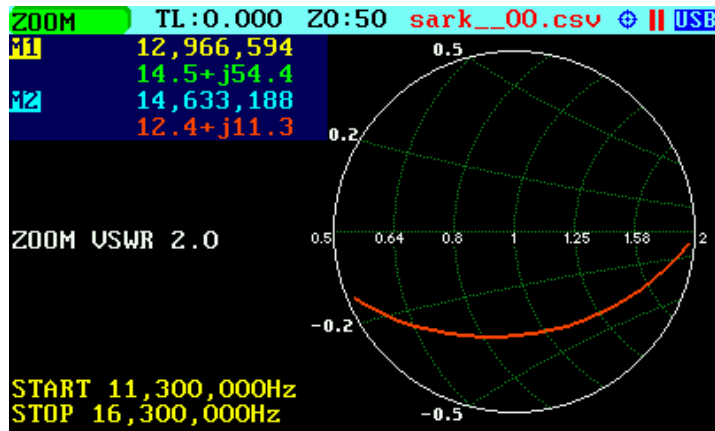 ZOOM TL:0.000 Z0:50 sark__00.csv USB
M1 12,966,594
14.5+j54.4
M2 14,633,188
12.4+j11.3
0.5
0.2
ZOOM VSWR 2.0
0.5 0.64 0.8 1 1.25 1.58 2
-0.2
START 11,300,000Hz
STOP 16,300,000Hz
-0.5